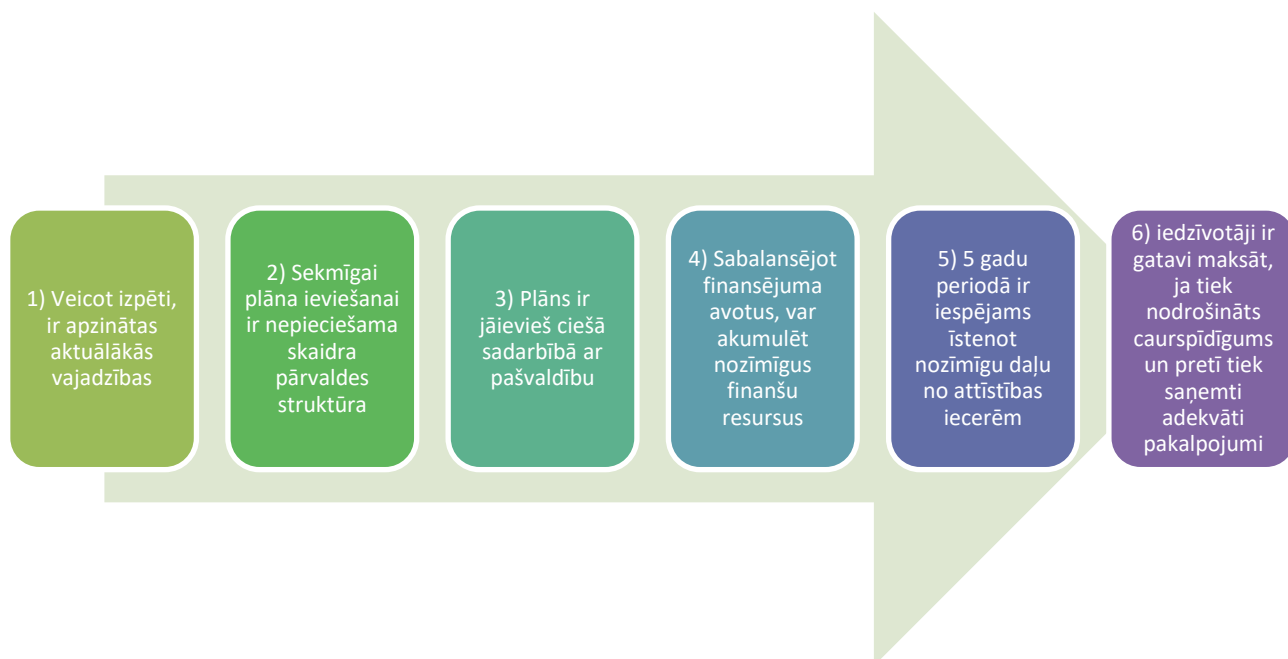 1) Veicot izpēti,
ir apzinātas
aktuālākās
vajadzības
2) Sekmīgai
plāna ieviešanai
ir nepieciešama
skaidra
pārvaldes
struktūra
3) Plāns ir
jāievieš ciešā
sadarbībā ar
pašvaldību
4) Sabalansējot
finansējuma
avotus, var
akumulēt
nozīmīgus
finanšu
resursus
5) 5 gadu
periodā ir
iespējams
īstenot
nozīmīgu daļu
no attīstības
iecerēm
6) iedzīvotāji ir
gatavi maksāt,
ja tiek
nodrošināts
caurspīdīgums
un pretī tiek
saņemti
adekvāti
pakalpojumi